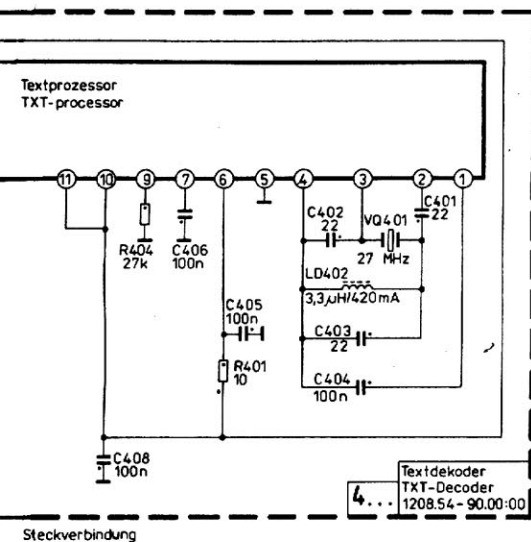 Textprozessor
TXT-processor
11 10 9 7 6 5 4 3 2 1
C401
22
C402
22
VQ401
27 MHz
R404
27k
C406
100n
LD402
3,3µH/420mA
C405
100n
C403
22
R401
10
C404
100n
C408
100n
Textdekoder
TXT-Decoder
4... 1208.54-90.00:00
Steckverbindung